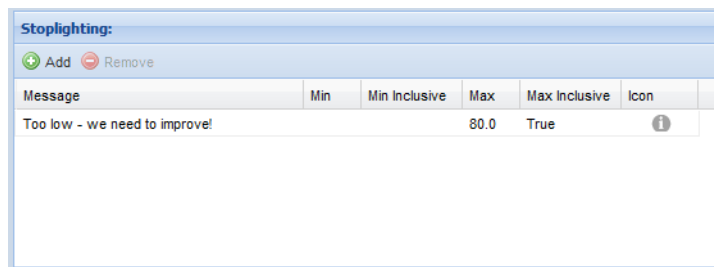 Stoplighting:
Add Remove
Message Min Min Inclusive Max Max Inclusive Icon
Too low - we need to improve! 80.0 True